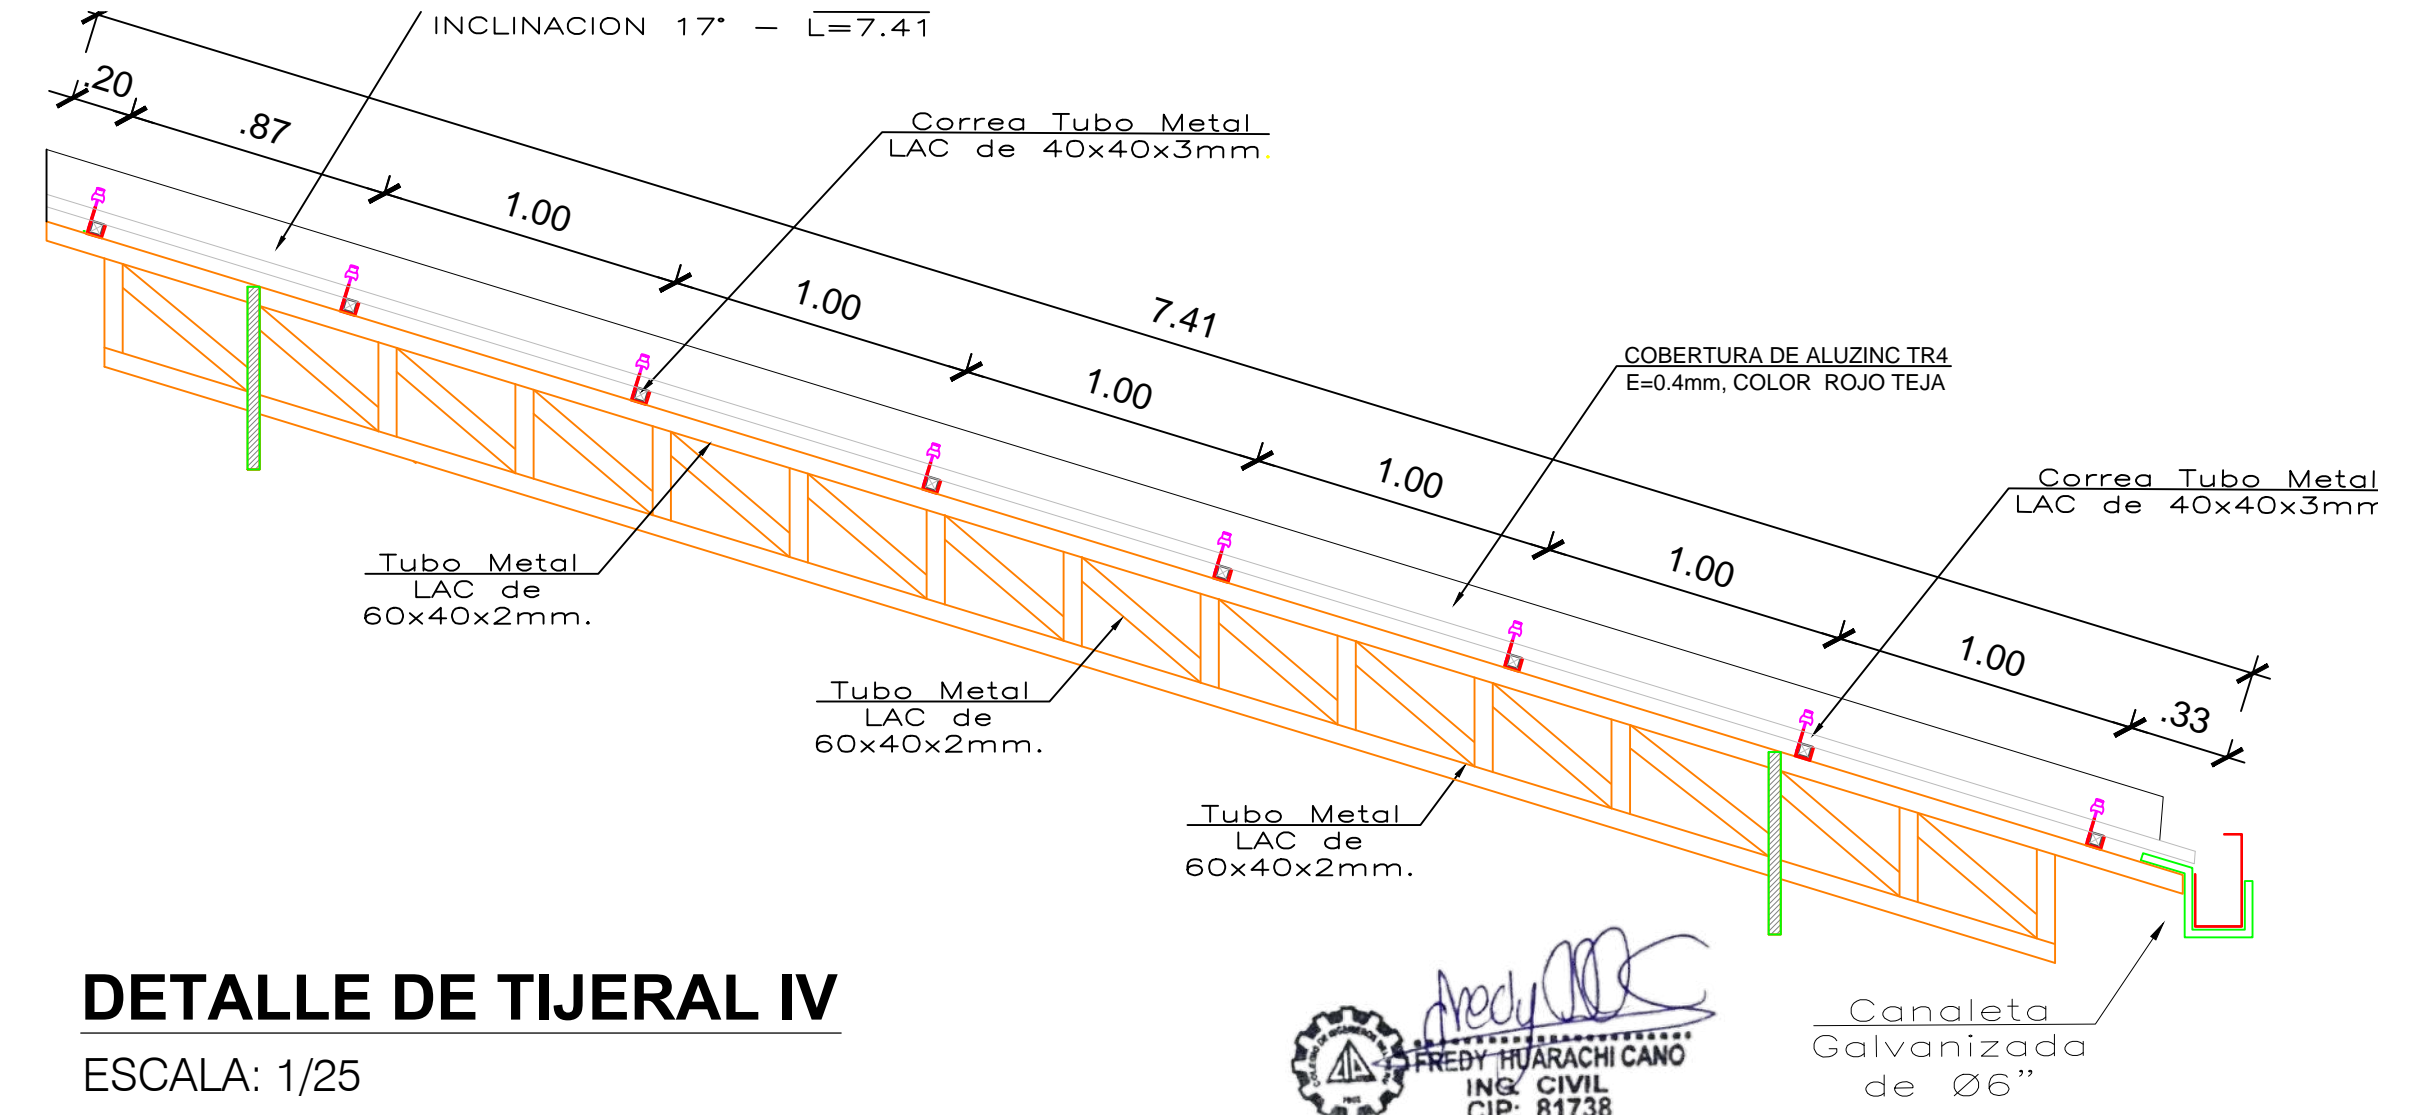 INCLINACION 17° - L=7.41
.20
.87
1.00
1.00
1.00
1.00
1.00
1.00
.33
7.41
Correa Tubo Metal
LAC de 40x40x3mm.
COBERTURA DE ALUZINC TR4
E=0.4mm, COLOR ROJO TEJA
Correa Tubo Metal
LAC de 40x40x3mm
Tubo Metal
LAC de
60x40x2mm.
Tubo Metal
LAC de
60x40x2mm.
Tubo Metal
LAC de
60x40x2mm.
DETALLE DE TIJERAL IV
ESCALA: 1/25
FREDY HUARACHI CANO
ING. CIVIL
CIP: 81738
Canaleta
Galvanizada
de Ø6”